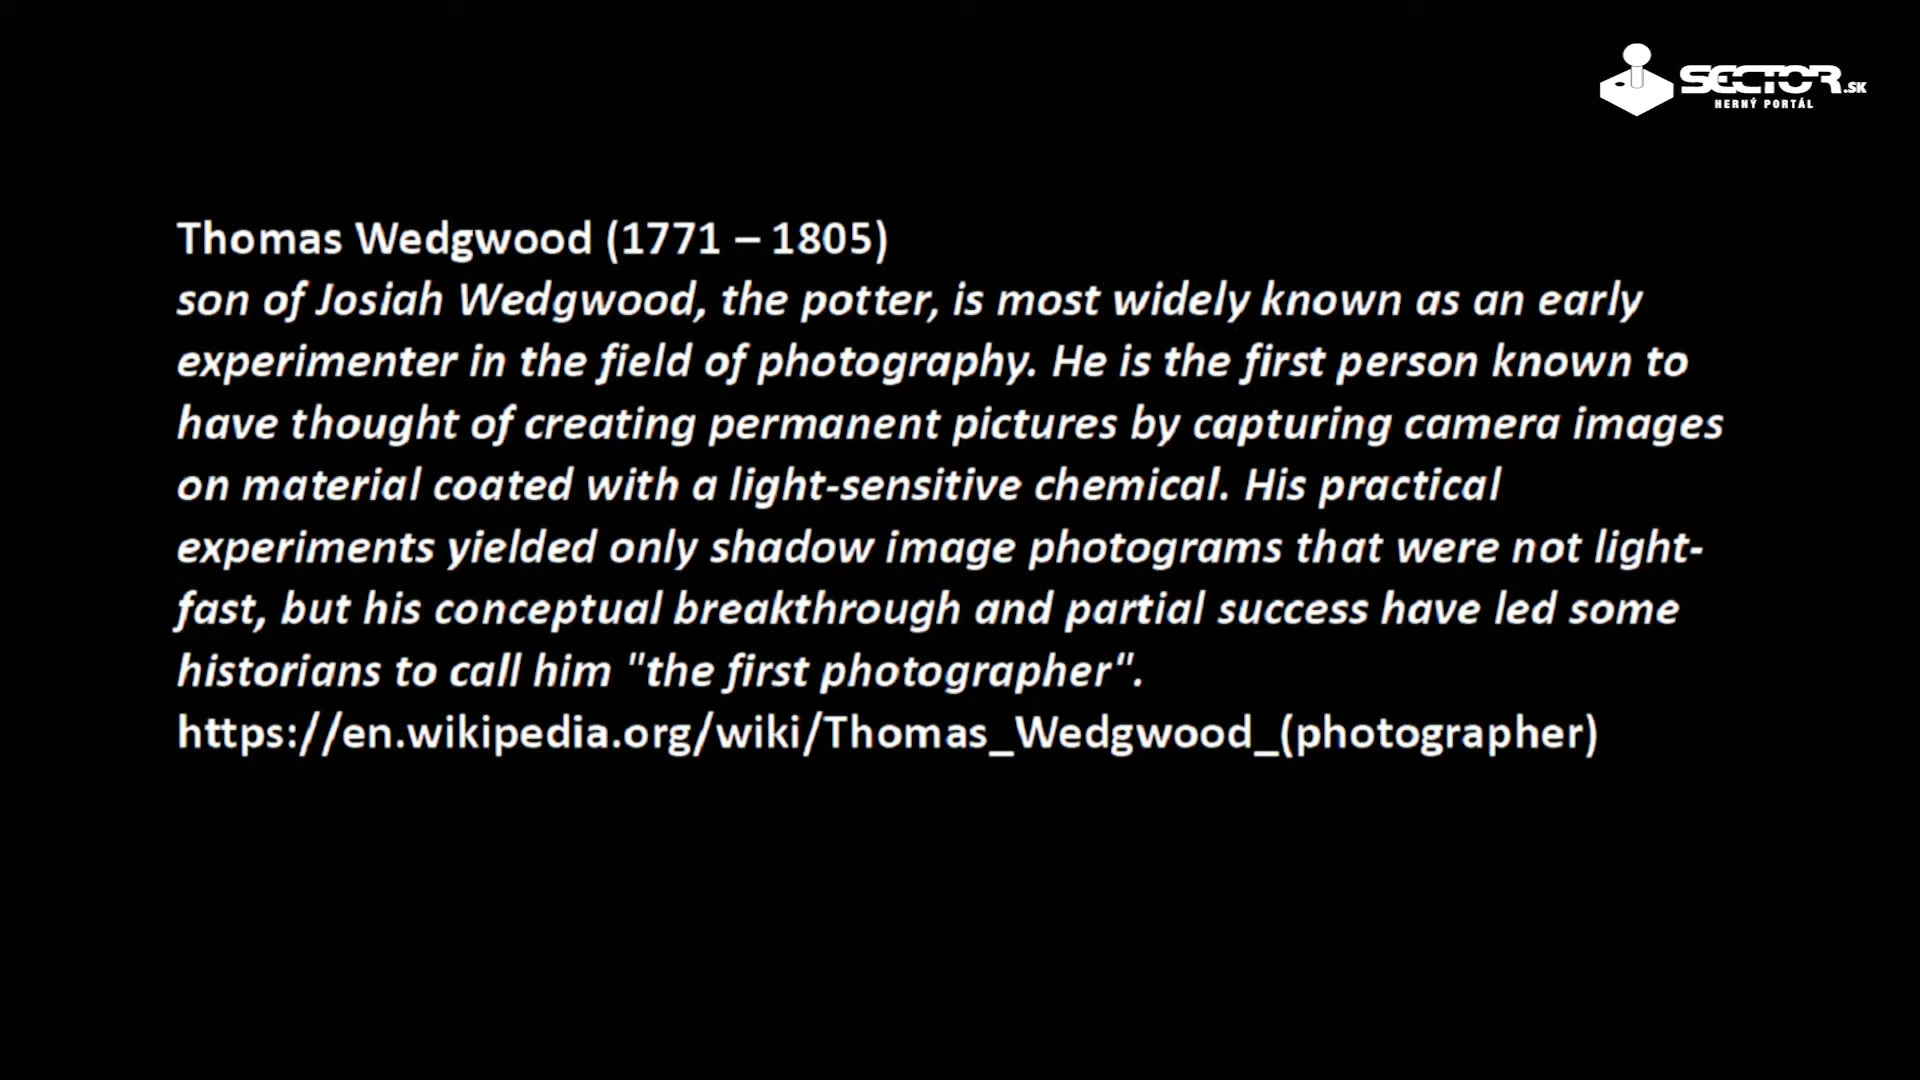 SECTOR.SK
HERNÝ PORTÁL
Thomas Wedgwood (1771 – 1805)
son of Josiah Wedgwood, the potter, is most widely known as an early
experimenter in the field of photography. He is the first person known to
have thought of creating permanent pictures by capturing camera images
on material coated with a light-sensitive chemical. His practical
experiments yielded only shadow image photograms that were not light-
fast, but his conceptual breakthrough and partial success have led some
historians to call him "the first photographer".
https://en.wikipedia.org/wiki/Thomas_Wedgwood_(photographer)